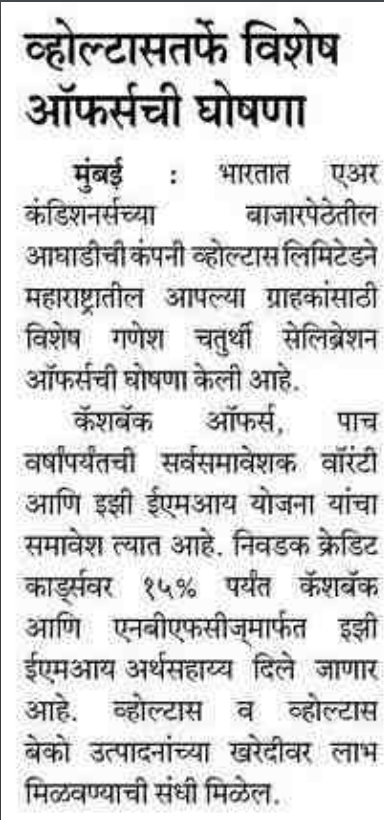 व्होल्टासतर्फे विशेष
ऑफर्सची घोषणा
मुंबई : भारतात एअर
कंडिशनर्सच्या बाजारपेठेतील
आघाडीची कंपनी व्होल्टास लिमिटेडने
महाराष्ट्रातील आपल्या ग्राहकांसाठी
विशेष गणेश चतुर्थी सेलिब्रेशन
ऑफर्सची घोषणा केली आहे.
कॅशबॅक ऑफर्स, पाच
वर्षांपर्यंतची सर्वसमावेशक वॉरंटी
आणि इझी ईएमआय योजना यांचा
समावेश त्यात आहे. निवडक क्रेडिट
कार्ड्सवर १५% पर्यंत कॅशबॅक
आणि एनबीएफसीज्‌मार्फत इझी
ईएमआय अर्थसहाय्य दिले जाणार
आहे. व्होल्टास व व्होल्टास
बेको उत्पादनांच्या खरेदीवर लाभ
मिळवण्याची संधी मिळेल.